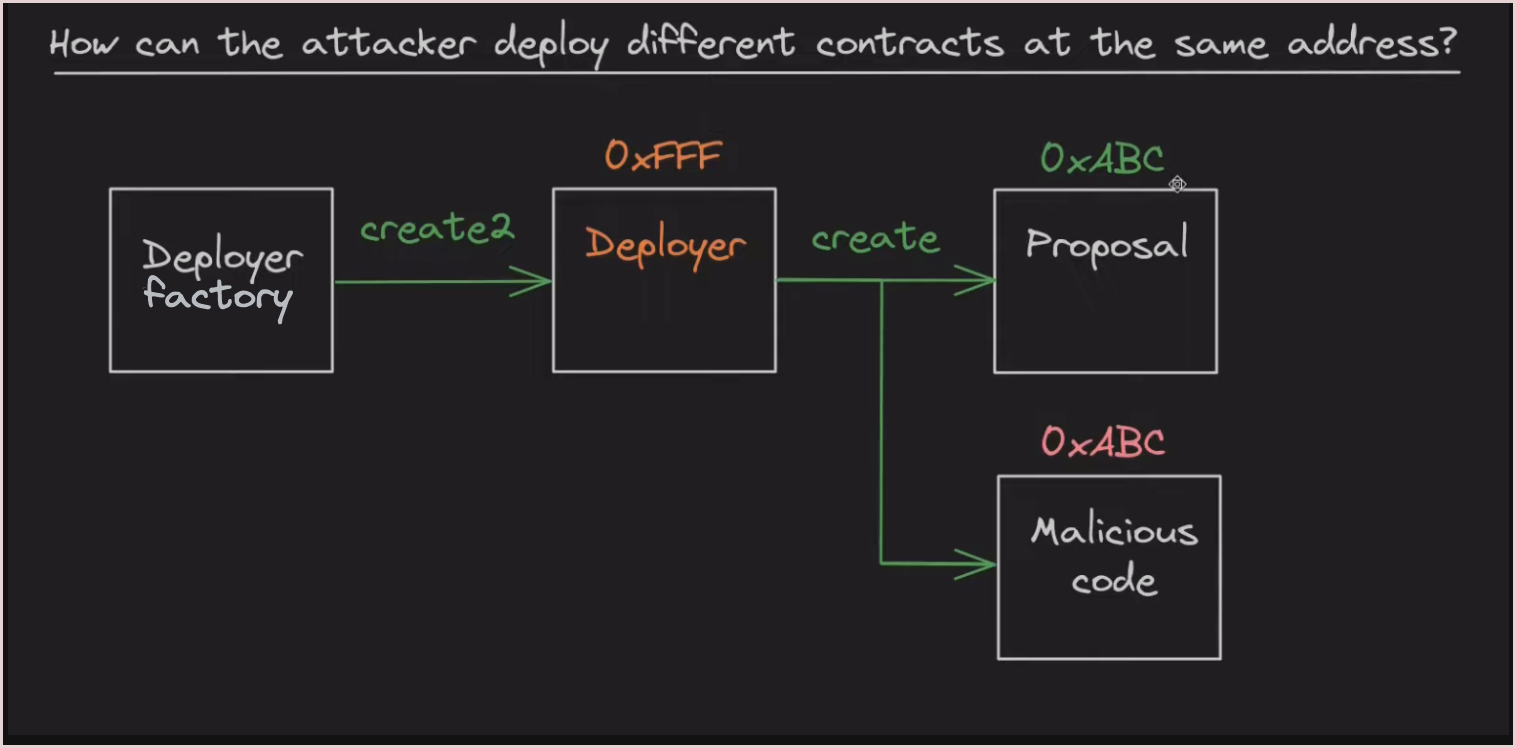 How can the attacker deploy different contracts at the same address?
0xFFF
0xABC
Deployer
factory
create2
Deployer
create
Proposal
0xABC
Malicious
code